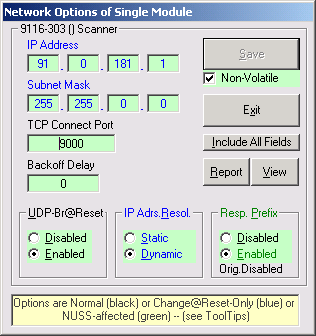 Network Options of Single Module
9116-303 () Scanner
IP Address
91 . 0 . 181 . 1
Save
Non-Volatile
Subnet Mask
255 . 255 . 0 . 0
Exit
TCP Connect Port
9000
Include All Fields
Backoff Delay
0
Report View
UDP-Br@Reset
Disabled
Enabled
IP Adrs.Resol.
Static
Dynamic
Resp. Prefix
Disabled
Enabled
Orig.Disabled
Options are Normal (black) or Change@Reset-Only (blue) or
NUSS-affected (green) -- (see ToolTips)